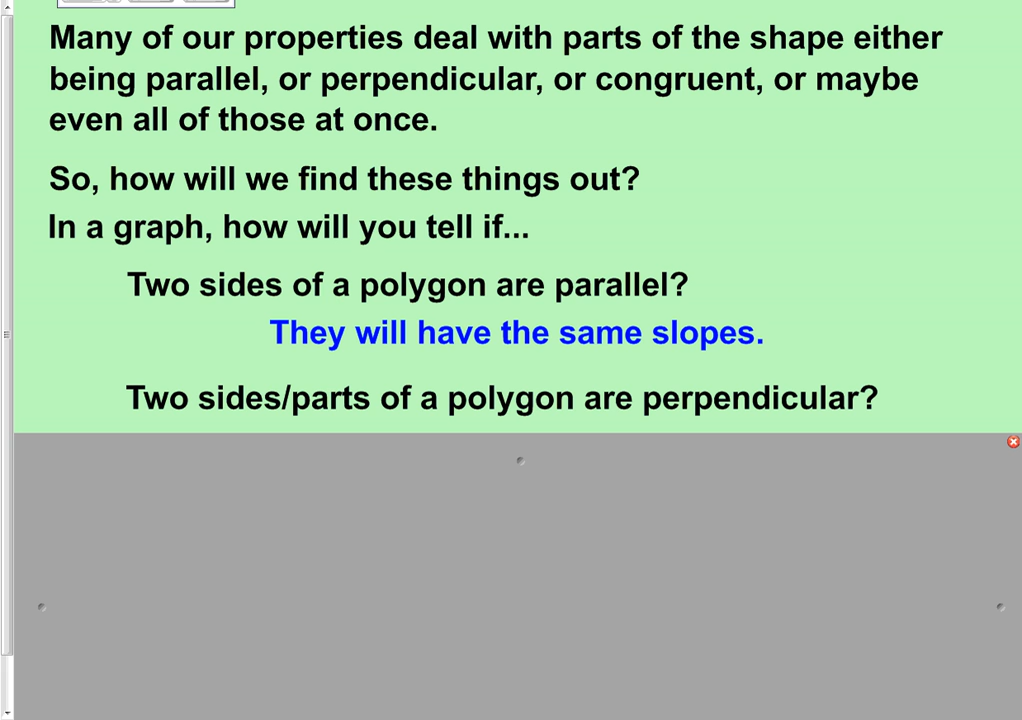 Many of our properties deal with parts of the shape either
being parallel, or perpendicular, or congruent, or maybe
even all of those at once.
So, how will we find these things out?
In a graph, how will you tell if...
Two sides of a polygon are parallel?
They will have the same slopes.
Two sides/parts of a polygon are perpendicular?